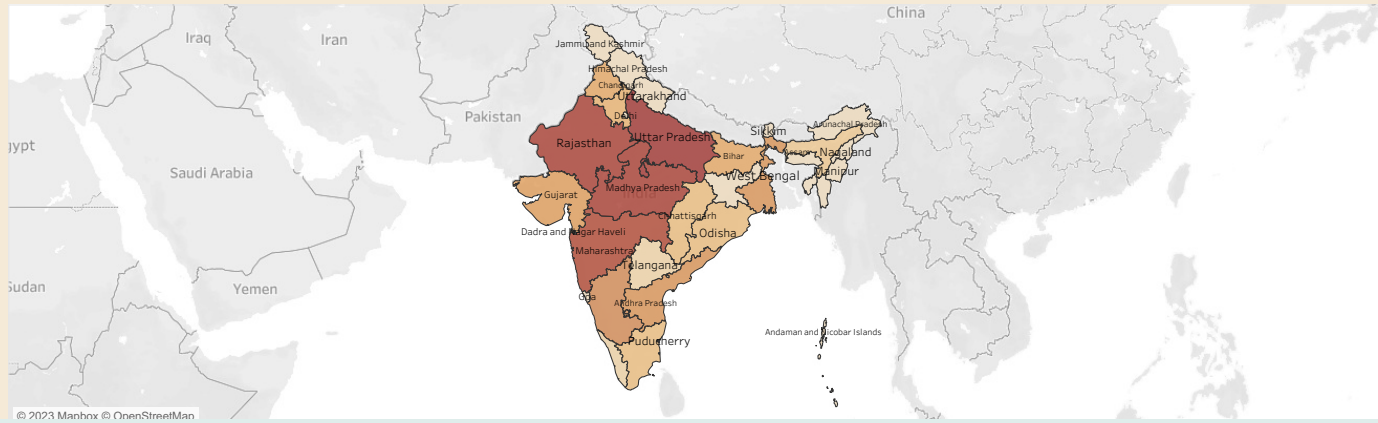 China
Iraq
Iran
Jammu and Kashmir
Himachal Pradesh
Chandigarh
Uttarakhand
Pakistan
Delhi
Arunachal Pradesh
Sikkim
Uttar Pradesh
Rajasthan
ypt
Assam
Nagaland
Bihar
Saudi Arabia
Manipur
West Bengal
Madhya Pradesh
India
Gujarat
Chhattisgarh
Dadra and Nagar Haveli
Odisha
Maharashtra
Telangana
Sudan
Yemen
Goa
Andhra Pradesh
Andaman and Nicobar Islands
Puducherry
© 2023 Mapbox © OpenStreetMap